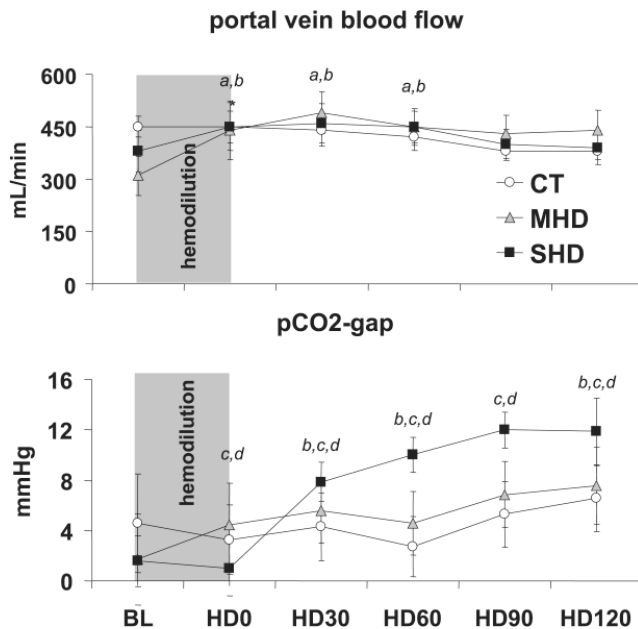 portal vein blood flow
600
450
300
150
0
mL/min
hemodilution
a,b
*
a,b
a,b
CT
MHD
SHD
pCO2-gap
16
12
8
4
0
mmHg
hemodilution
c,d
b,c,d
b,c,d
c,d
b,c,d
BL HD0 HD30 HD60 HD90 HD120